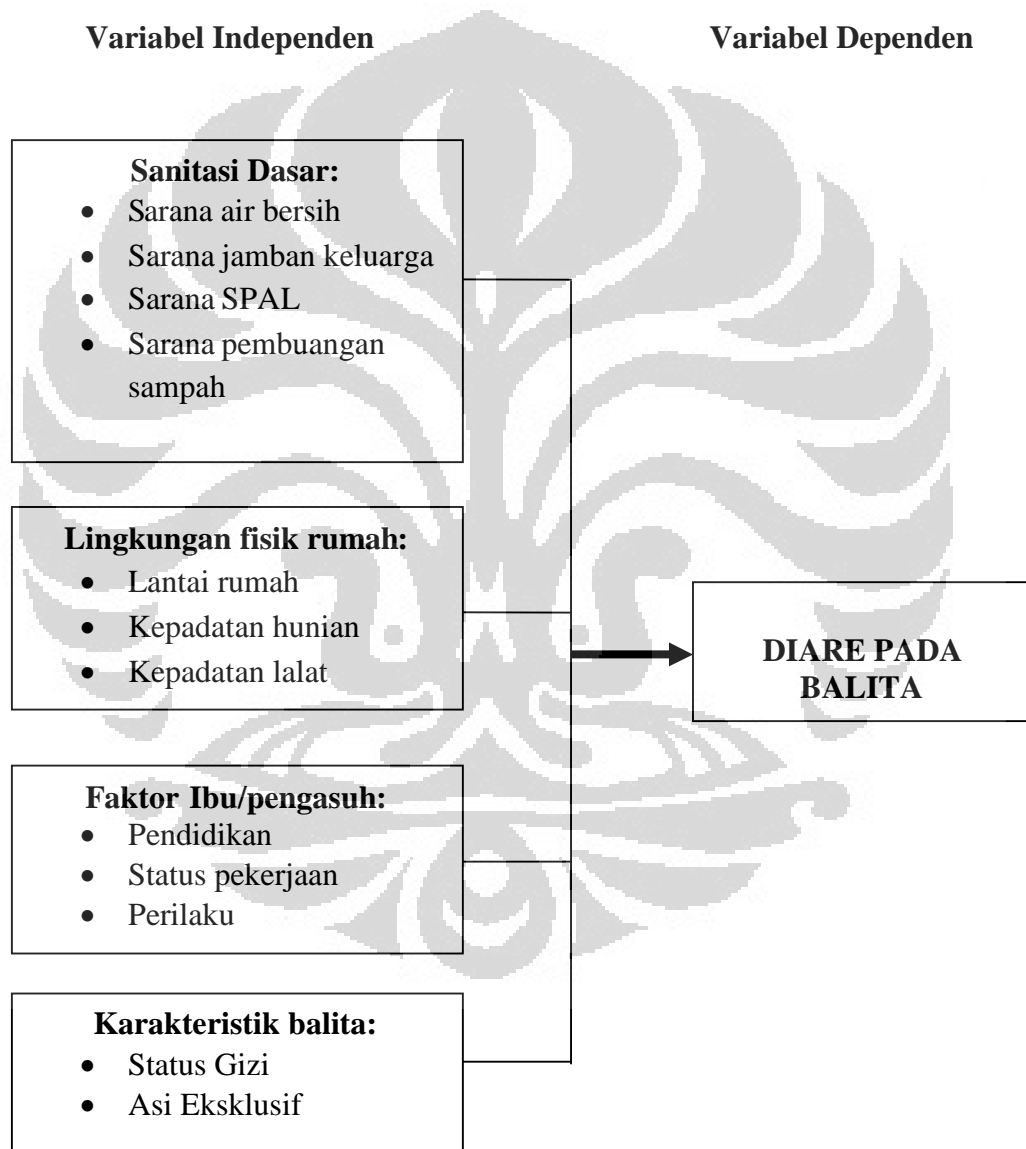 Variabel Independen
Variabel Dependen
Sanitasi Dasar:
• Sarana air bersih
• Sarana jamban keluarga
• Sarana SPAL
• Sarana pembuangan
sampah
Lingkungan fisik rumah:
• Lantai rumah
• Kepadatan hunian
• Kepadatan lalat
Faktor Ibu/pengasuh:
• Pendidikan
• Status pekerjaan
• Perilaku
Karakteristik balita:
• Status Gizi
• Asi Eksklusif
DIARE PADA
BALITA